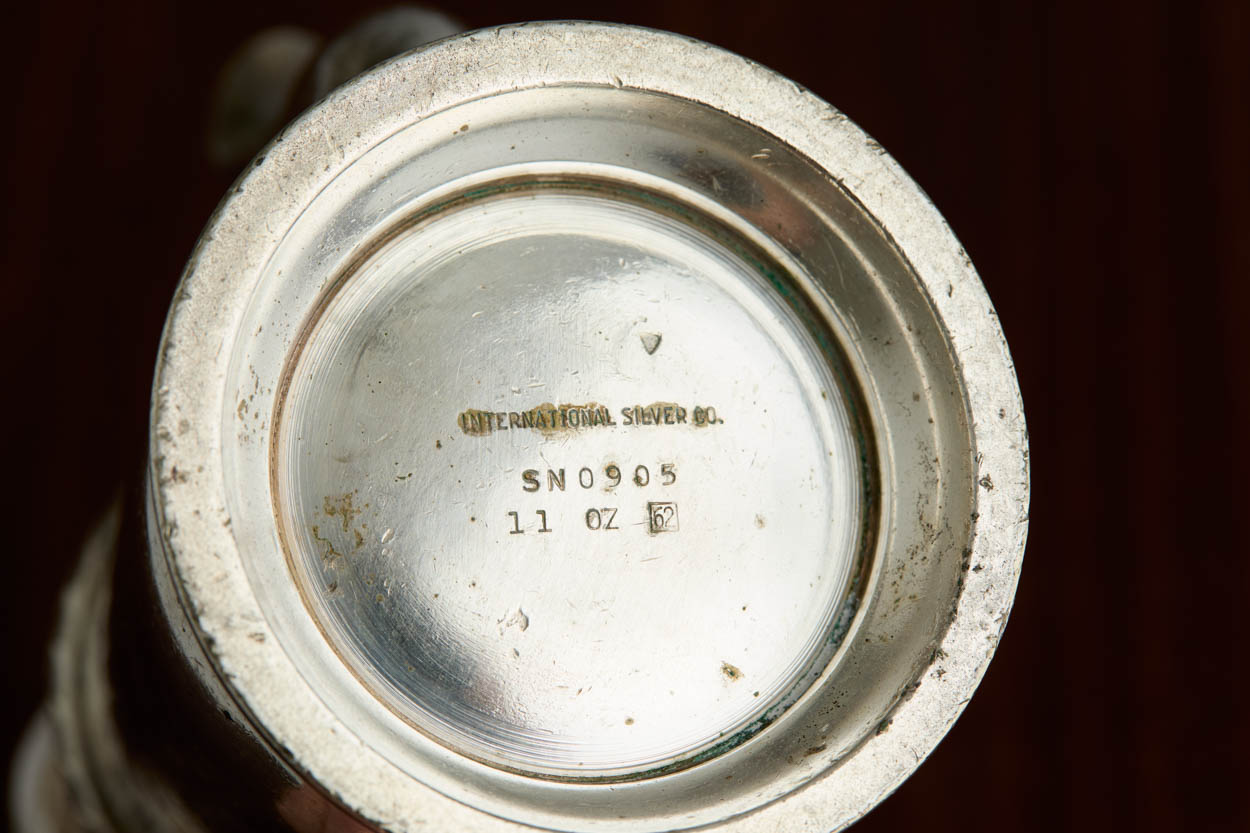 INTERNATIONAL SILVER CO.
SN0905
11 OZ 62